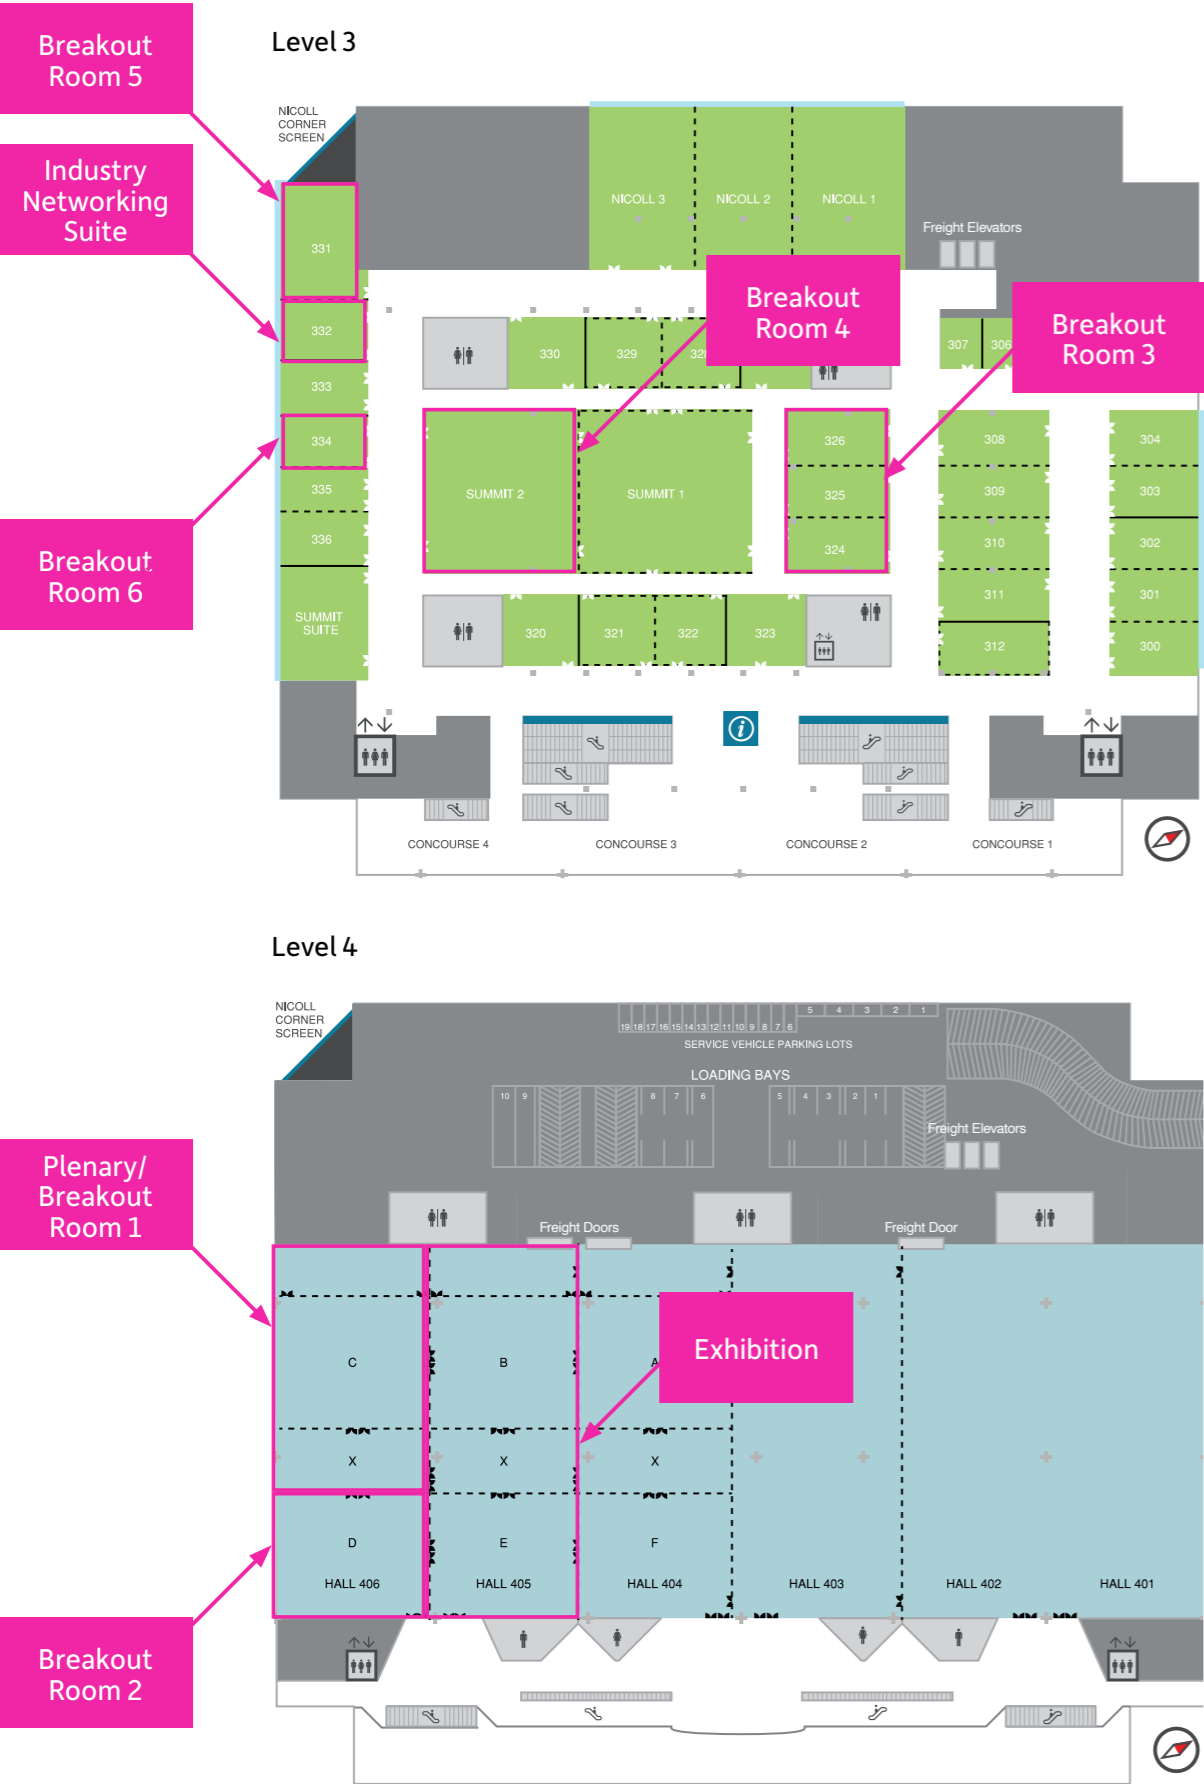 Level 3
Breakout
Room 5
Industry
Networking
Suite
Breakout
Room 6
Breakout
Room 4
Breakout
Room 3
NICOLL
CORNER
SCREEN
NICOLL 3
NICOLL 2
NICOLL 1
Freight Elevators
331
332
333
334
335
336
SUMMIT
SUITE
330
329
307
SUMMIT 2
SUMMIT 1
326
325
324
308
309
310
311
312
304
303
302
301
300
320
321
322
323
i
CONCOURSE 4
CONCOURSE 3
CONCOURSE 2
CONCOURSE 1
Level 4
NICOLL
CORNER
SCREEN
5 4 3 2 1
19 18 17 16 15 14 13 12 11 10 9 8 7 6
SERVICE VEHICLE PARKING LOTS
LOADING BAYS
10 9 8 7 6 5 4 3 2 1
Freight Elevators
Plenary/
Breakout
Room 1
Freight Doors
Freight Door
Exhibition
C
B
A
X
X
X
D
E
F
HALL 406
HALL 405
HALL 404
HALL 403
HALL 402
HALL 401
Breakout
Room 2